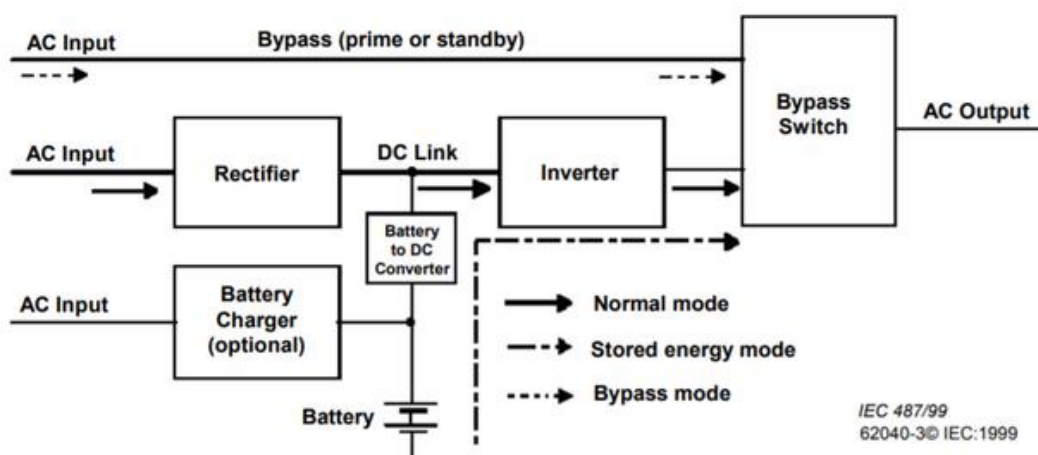 AC Input
Bypass (prime or standby)
Bypass
Switch
AC Output
AC Input
Rectifier
DC Link
Inverter
Battery
to DC
Converter
AC Input
Battery
Charger
(optional)
Normal mode
Stored energy mode
Bypass mode
Battery
IEC 487/99
62040-3© IEC:1999